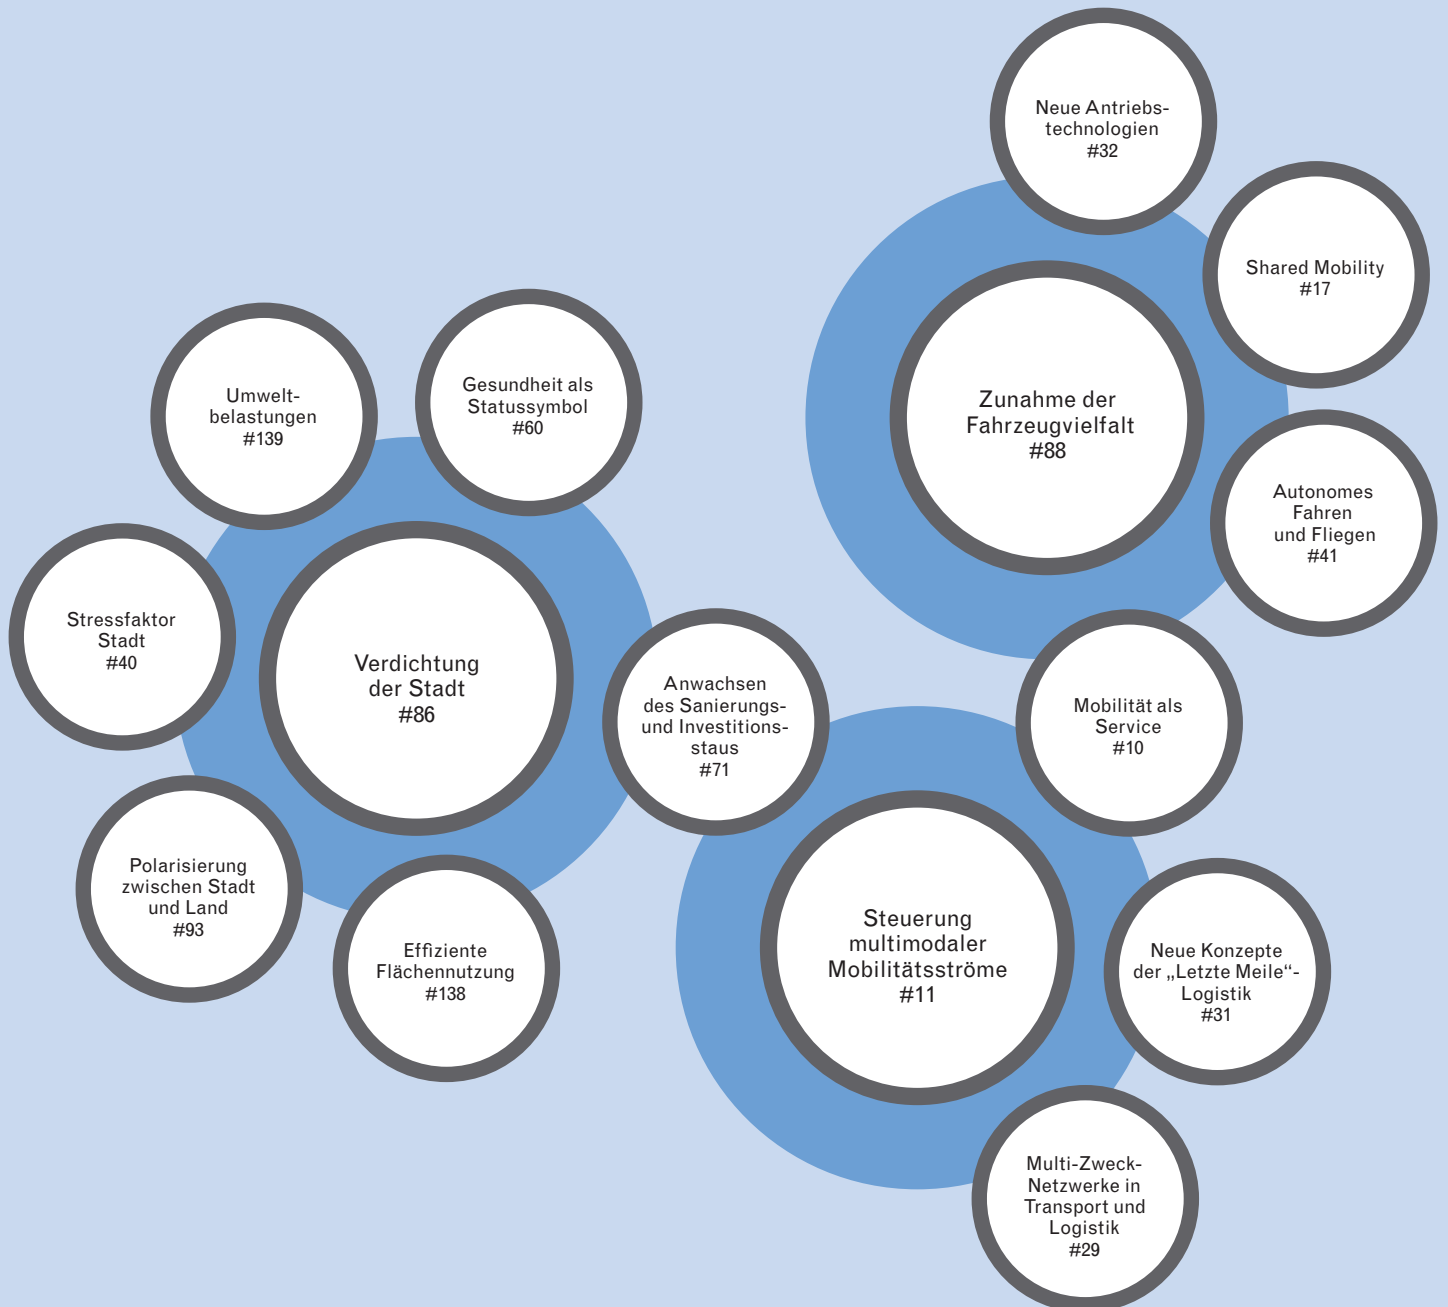 Neue Antriebs-
technologien
#32
Shared Mobility
#17
Zunahme der
Fahrzeugvielfalt
#88
Autonomes
Fahren
und Fliegen
#41
Umwelt-
belastungen
#139
Gesundheit als
Statussymbol
#60
Stressfaktor
Stadt
#40
Verdichtung
der Stadt
#86
Anwachsen
des Sanierungs-
und Investitions-
staus
#71
Mobilität als
Service
#10
Polarisierung
zwischen Stadt
und Land
#93
Effiziente
Flächennutzung
#138
Steuerung
multimodaler
Mobilitätsströme
#11
Neue Konzepte
der „Letzte Meile“-
Logistik
#31
Multi-Zweck-
Netzwerke in
Transport und
Logistik
#29